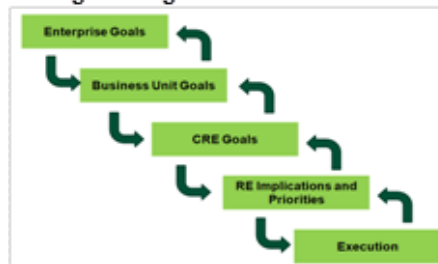 Enterprise Goals
Business Unit Goals
CRE Goals
RE Implications and
Priorities
Execution